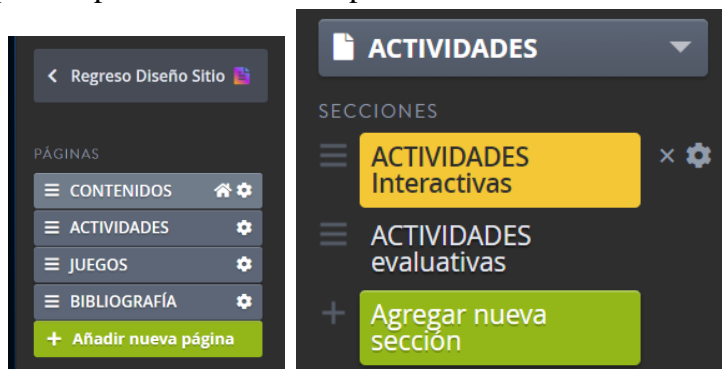 Regreso Diseño Sitio
PÁGINAS
CONTENIDOS
ACTIVIDADES
JUEGOS
BIBLIOGRAFÍA
+ Añadir nueva página
ACTIVIDADES
SECCIONES
ACTIVIDADES
Interactivas
ACTIVIDADES
evaluativas
Agregar nueva
sección